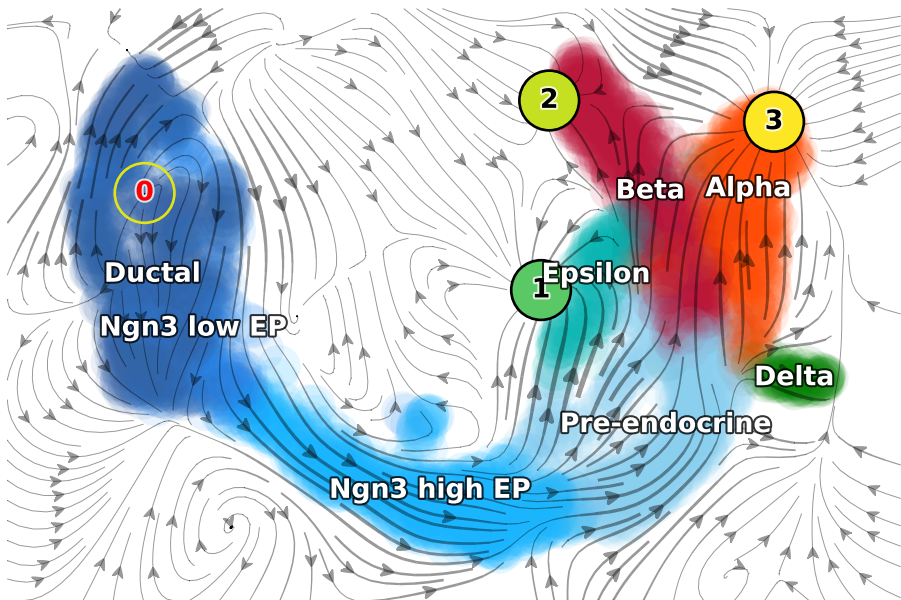 2
3
0
Beta
Alpha
Ductal
Epsilon
1
Ngn3 low EP
Delta
Pre-endocrine
Ngn3 high EP